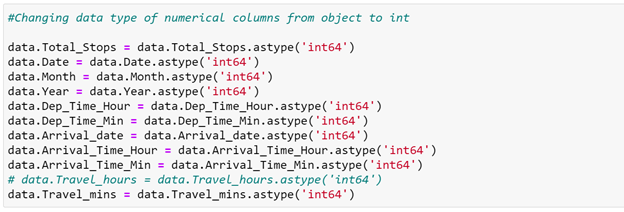 #Changing data type of numerical columns from object to int
data.Total_Stops = data.Total_Stops.astype('int64')
data.Date = data.Date.astype('int64')
data.Month = data.Month.astype('int64')
data.Year = data.Year.astype('int64')
data.Dep_Time_Hour = data.Dep_Time_Hour.astype('int64')
data.Dep_Time_Min = data.Dep_Time_Min.astype('int64')
data.Arrival_date = data.Arrival_date.astype('int64')
data.Arrival_Time_Hour = data.Arrival_Time_Hour.astype('int64')
data.Arrival_Time_Min = data.Arrival_Time_Min.astype('int64')
# data.Travel_hours = data.Travel_hours.astype('int64')
data.Travel_mins = data.Travel_mins.astype('int64')